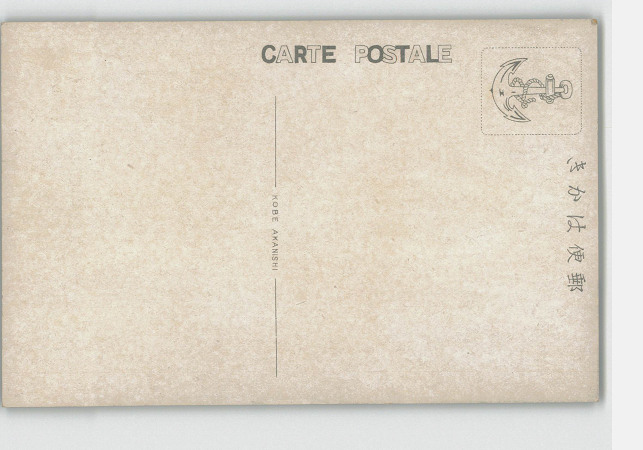 CARTE POSTALE
KOBE AKANISHI
きかは便郵